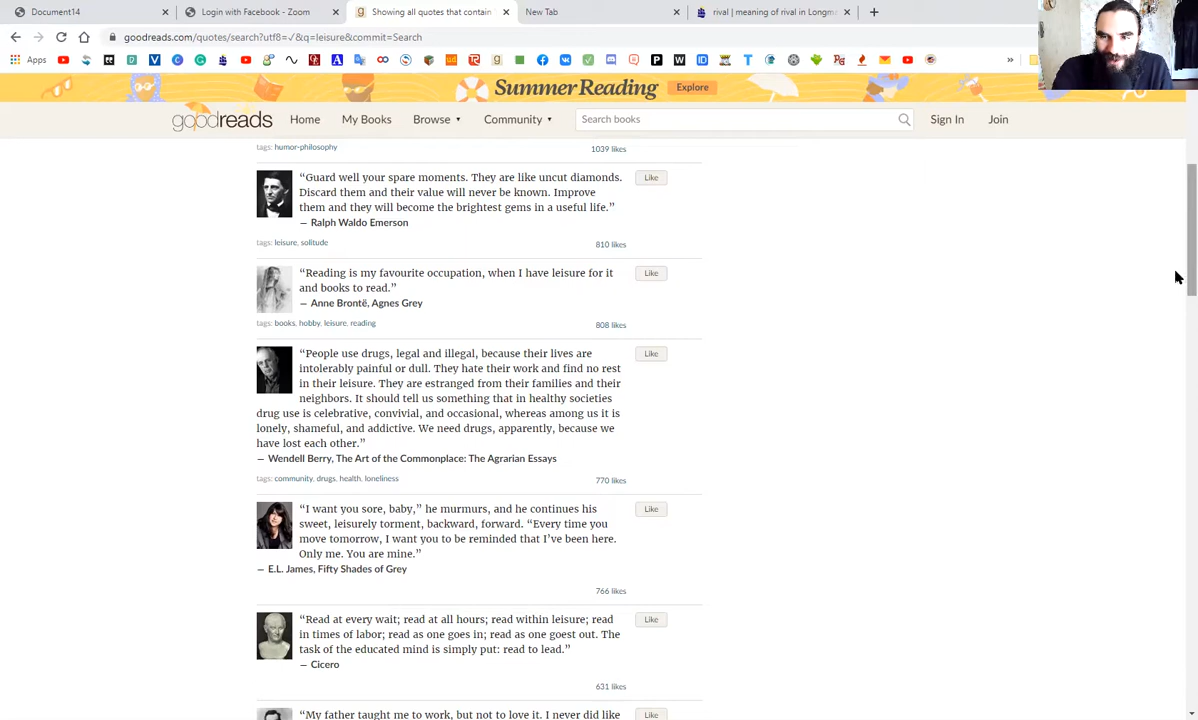 Document14
Login with Facebook - Zoom
Showing all quotes that contain
New Tab
rival | meaning of rival in Longm
goodreads.com/quotes/search?utf8=✓&q=leisure&commit=Search
Apps
Summer Reading Explore
goodreads Home My Books Browse Community Search books Sign In Join
tags: humor-philosophy 1039 likes
“Guard well your spare moments. They are like uncut diamonds. Like
Discard them and their value will never be known. Improve
them and they will become the brightest gems in a useful life.”
— Ralph Waldo Emerson
tags: leisure, solitude 810 likes
“Reading is my favourite occupation, when I have leisure for it Like
and books to read.”
— Anne Brontë, Agnes Grey
tags: books, hobby, leisure, reading 808 likes
“People use drugs, legal and illegal, because their lives are Like
intolerably painful or dull. They hate their work and find no rest
in their leisure. They are estranged from their families and their
neighbors. It should tell us something that in healthy societies
drug use is celebrative, convivial, and occasional, whereas among us it is
lonely, shameful, and addictive. We need drugs, apparently, because we
have lost each other.”
— Wendell Berry, The Art of the Commonplace: The Agrarian Essays
tags: community, drugs, health, loneliness 770 likes
“I want you sore, baby,” he murmurs, and he continues his Like
sweet, leisurely torment, backward, forward. “Every time you
move tomorrow, I want you to be reminded that I’ve been here.
Only me. You are mine.”
— E.L. James, Fifty Shades of Grey
766 likes
“Read at every wait; read at all hours; read within leisure; read Like
in times of labor; read as one goes in; read as one goest out. The
task of the educated mind is simply put: read to lead.”
— Cicero
631 likes
“My father taught me to work, but not to love it. I never did like Like